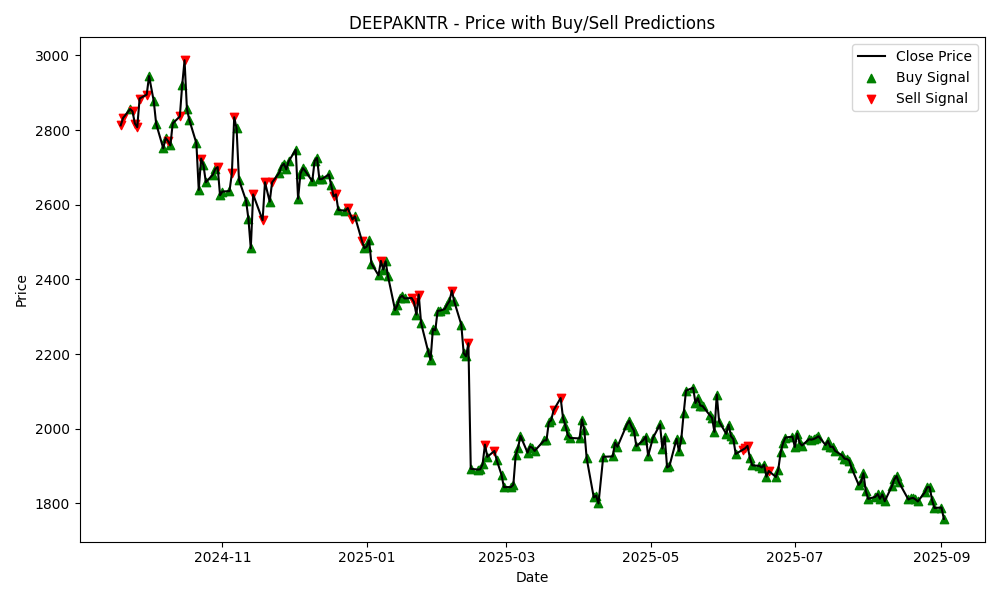 DEEPAKNTR - Price with Buy/Sell Predictions
Close Price
Buy Signal
Sell Signal
Price
3000
2800
2600
2400
2200
2000
1800
2024-11
2025-01
2025-03
2025-05
2025-07
2025-09
Date